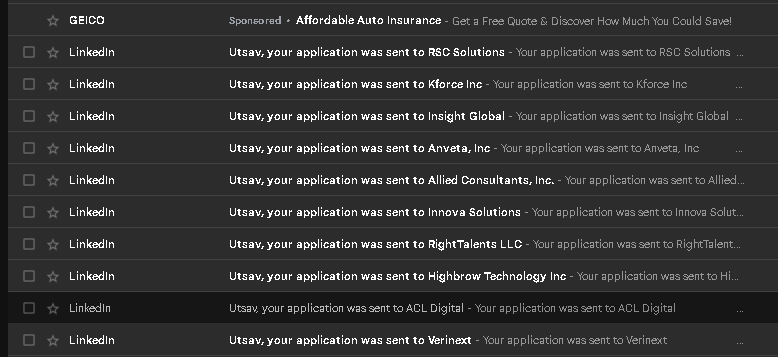 GEICO Sponsored • Affordable Auto Insurance - Get a Free Quote & Discover How Much You Could Save!
LinkedIn Utsav, your application was sent to RSC Solutions - Your application was sent to RSC Solutions ...
LinkedIn Utsav, your application was sent to Kforce Inc - Your application was sent to Kforce Inc ...
LinkedIn Utsav, your application was sent to Insight Global - Your application was sent to Insight Global ...
LinkedIn Utsav, your application was sent to Anveta, Inc - Your application was sent to Anveta, Inc ...
LinkedIn Utsav, your application was sent to Allied Consultants, Inc. - Your application was sent to Allied...
LinkedIn Utsav, your application was sent to Innova Solutions - Your application was sent to Innova Solut...
LinkedIn Utsav, your application was sent to RightTalents LLC - Your application was sent to RightTalent...
LinkedIn Utsav, your application was sent to Highbrow Technology Inc - Your application was sent to Hi...
LinkedIn Utsav, your application was sent to ACL Digital - Your application was sent to ACL Digital ...
LinkedIn Utsav, your application was sent to Verinext - Your application was sent to Verinext ...